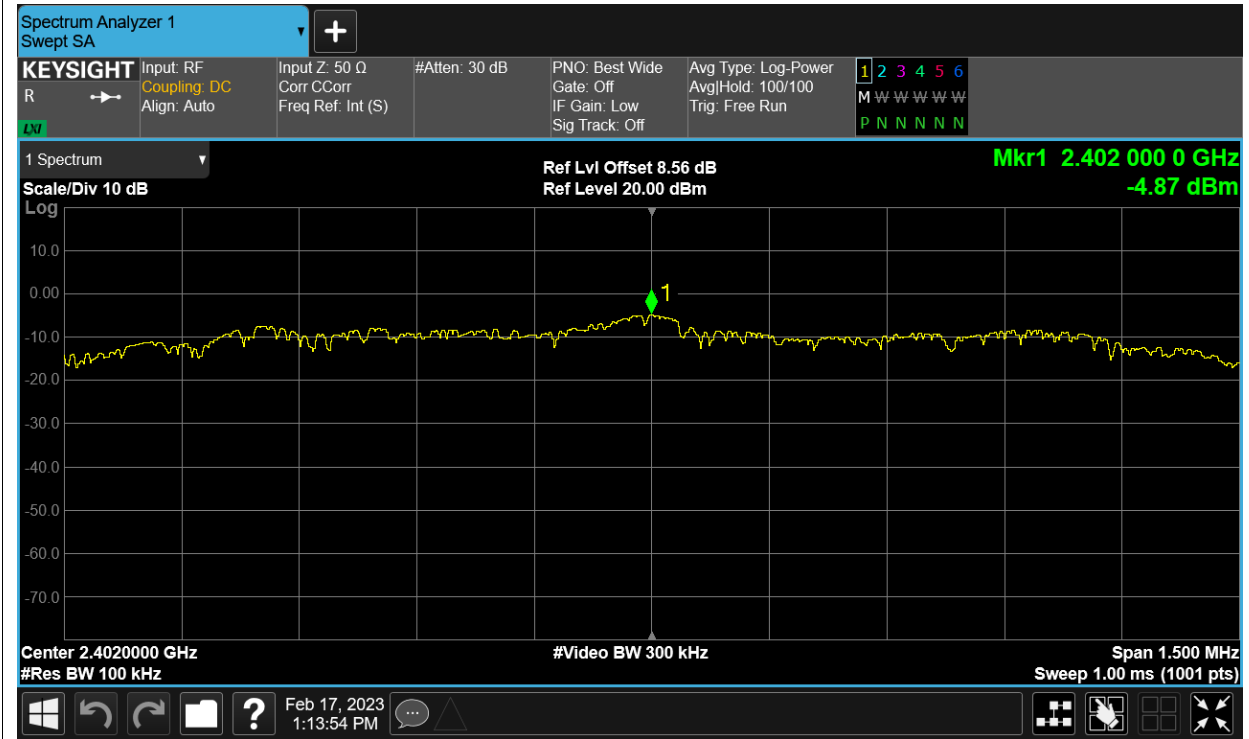 Spectrum Analyzer 1
Swept SA
+
KEYSIGHT
R
LXI
Input: RF
Coupling: DC
Align: Auto
Input Z: 50 Ω
Corr CCorr
Freq Ref: Int (S)
#Atten: 30 dB
PNO: Best Wide
Gate: Off
IF Gain: Low
Sig Track: Off
Avg Type: Log-Power
Avg|Hold: 100/100
Trig: Free Run
1 2 3 4 5 6
M W W W W W
P N N N N N
1 Spectrum
Scale/Div 10 dB
Ref Lvl Offset 8.56 dB
Ref Level 20.00 dBm
Mkr1 2.402 000 0 GHz
-4.87 dBm
Log
10.0
0.00
1
-10.0
-20.0
-30.0
-40.0
-50.0
-60.0
-70.0
Center 2.4020000 GHz
#Video BW 300 kHz
Span 1.500 MHz
#Res BW 100 kHz
Sweep 1.00 ms (1001 pts)
?
Feb 17, 2023
1:13:54 PM